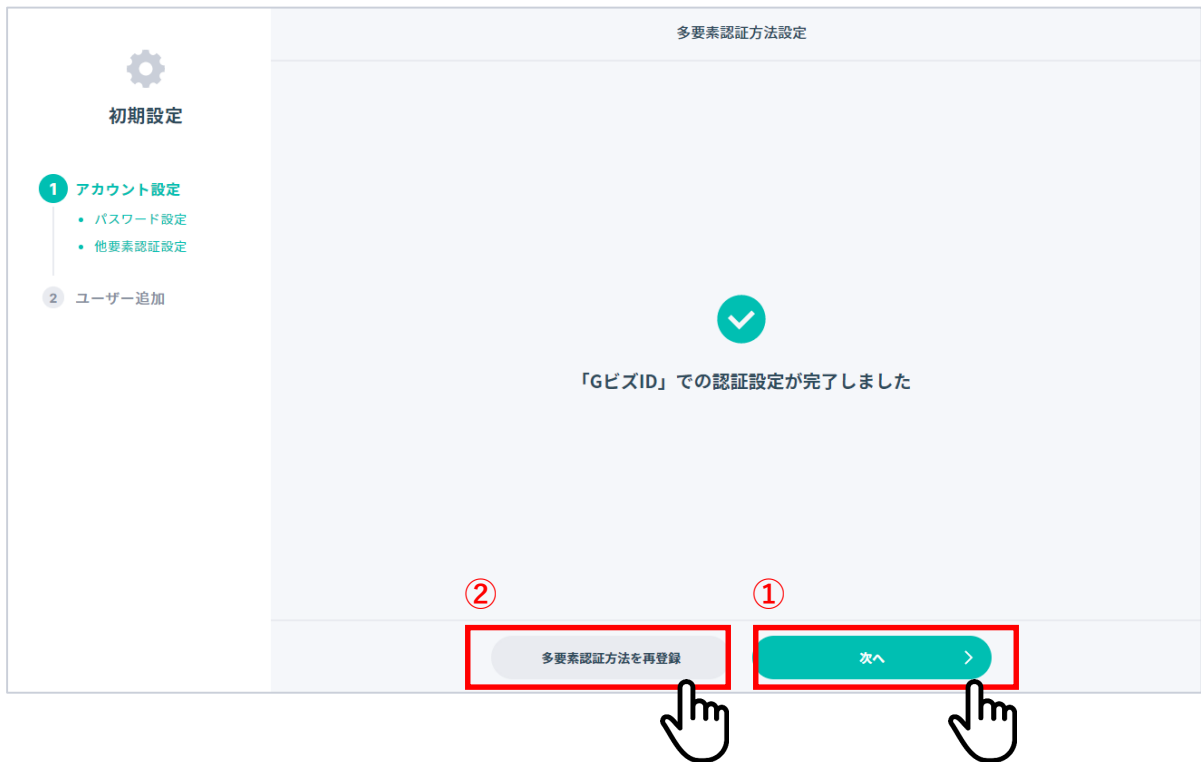 多要素認証方法設定
初期設定
1 アカウント設定
• パスワード設定
• 他要素認証設定
2 ユーザー追加
「GビズID」での認証設定が完了しました
② ①
多要素認証方法を再登録
次へ